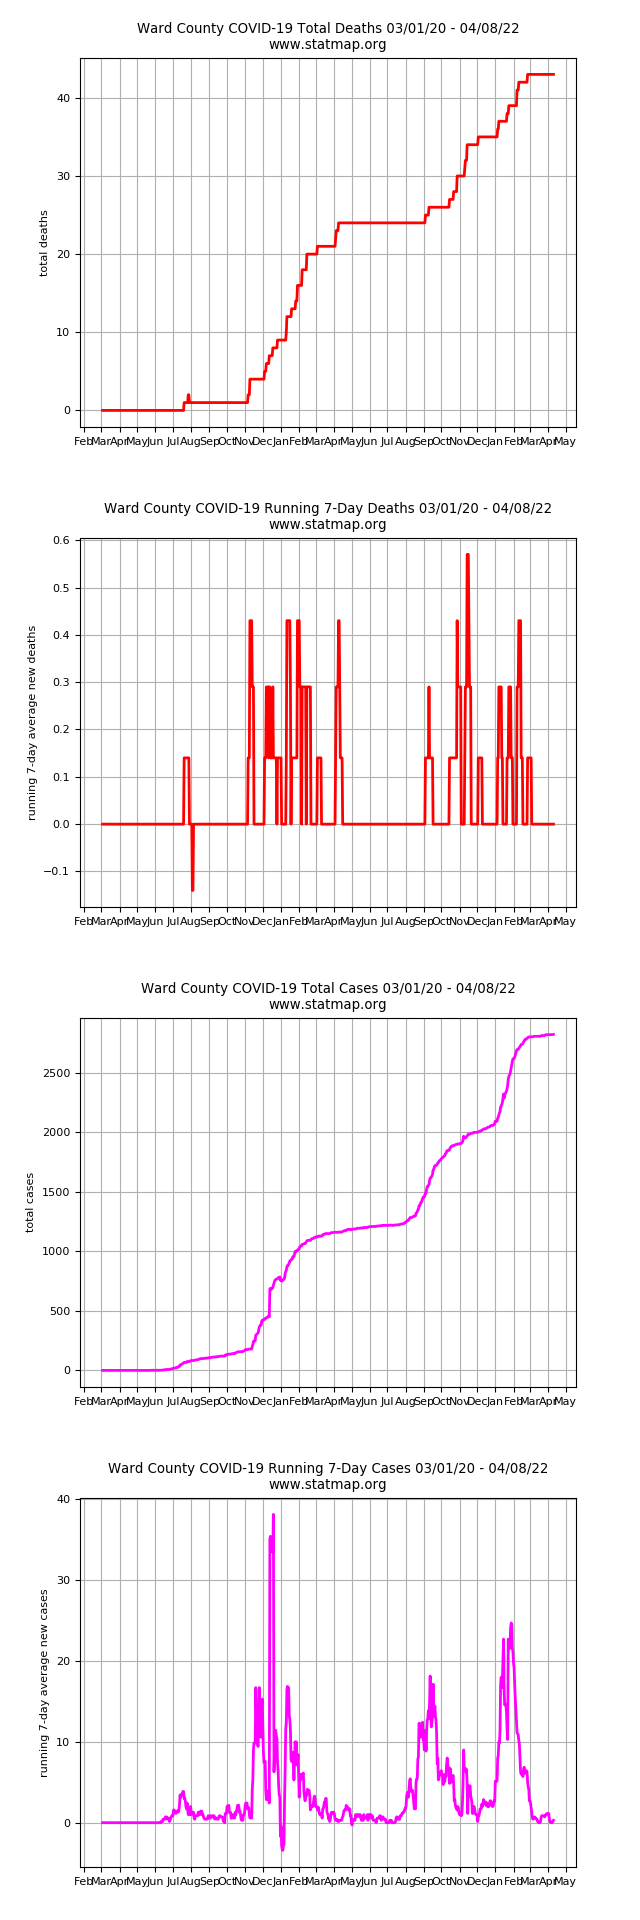 Ward County COVID-19 Total Deaths 03/01/20 - 04/08/22
www.statmap.org
40
30
20
10
0
total deaths
Feb Mar Apr May Jun Jul Aug Sep Oct Nov Dec Jan Feb Mar Apr May Jun Jul Aug Sep Oct Nov Dec Jan Feb Mar Apr May
Ward County COVID-19 Running 7-Day Deaths 03/01/20 - 04/08/22
www.statmap.org
0.6
0.5
0.4
0.3
0.2
0.1
0.0
−0.1
running 7-day average new deaths
Feb Mar Apr May Jun Jul Aug Sep Oct Nov Dec Jan Feb Mar Apr May Jun Jul Aug Sep Oct Nov Dec Jan Feb Mar Apr May
Ward County COVID-19 Total Cases 03/01/20 - 04/08/22
www.statmap.org
2500
2000
1500
1000
500
0
total cases
Feb Mar Apr May Jun Jul Aug Sep Oct Nov Dec Jan Feb Mar Apr May Jun Jul Aug Sep Oct Nov Dec Jan Feb Mar Apr May
Ward County COVID-19 Running 7-Day Cases 03/01/20 - 04/08/22
www.statmap.org
40
30
20
10
0
running 7-day average new cases
Feb Mar Apr May Jun Jul Aug Sep Oct Nov Dec Jan Feb Mar Apr May Jun Jul Aug Sep Oct Nov Dec Jan Feb Mar Apr May